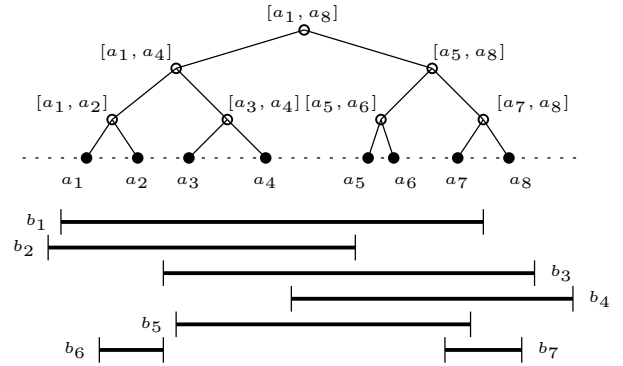 [a₁, a₈]
[a₁, a₄] [a₅, a₈]
[a₁, a₂] [a₃, a₄] [a₅, a₆] [a₇, a₈]
a₁ a₂ a₃ a₄ a₅ a₆ a₇ a₈
b₁
b₂
b₃
b₄
b₅
b₆ b₇